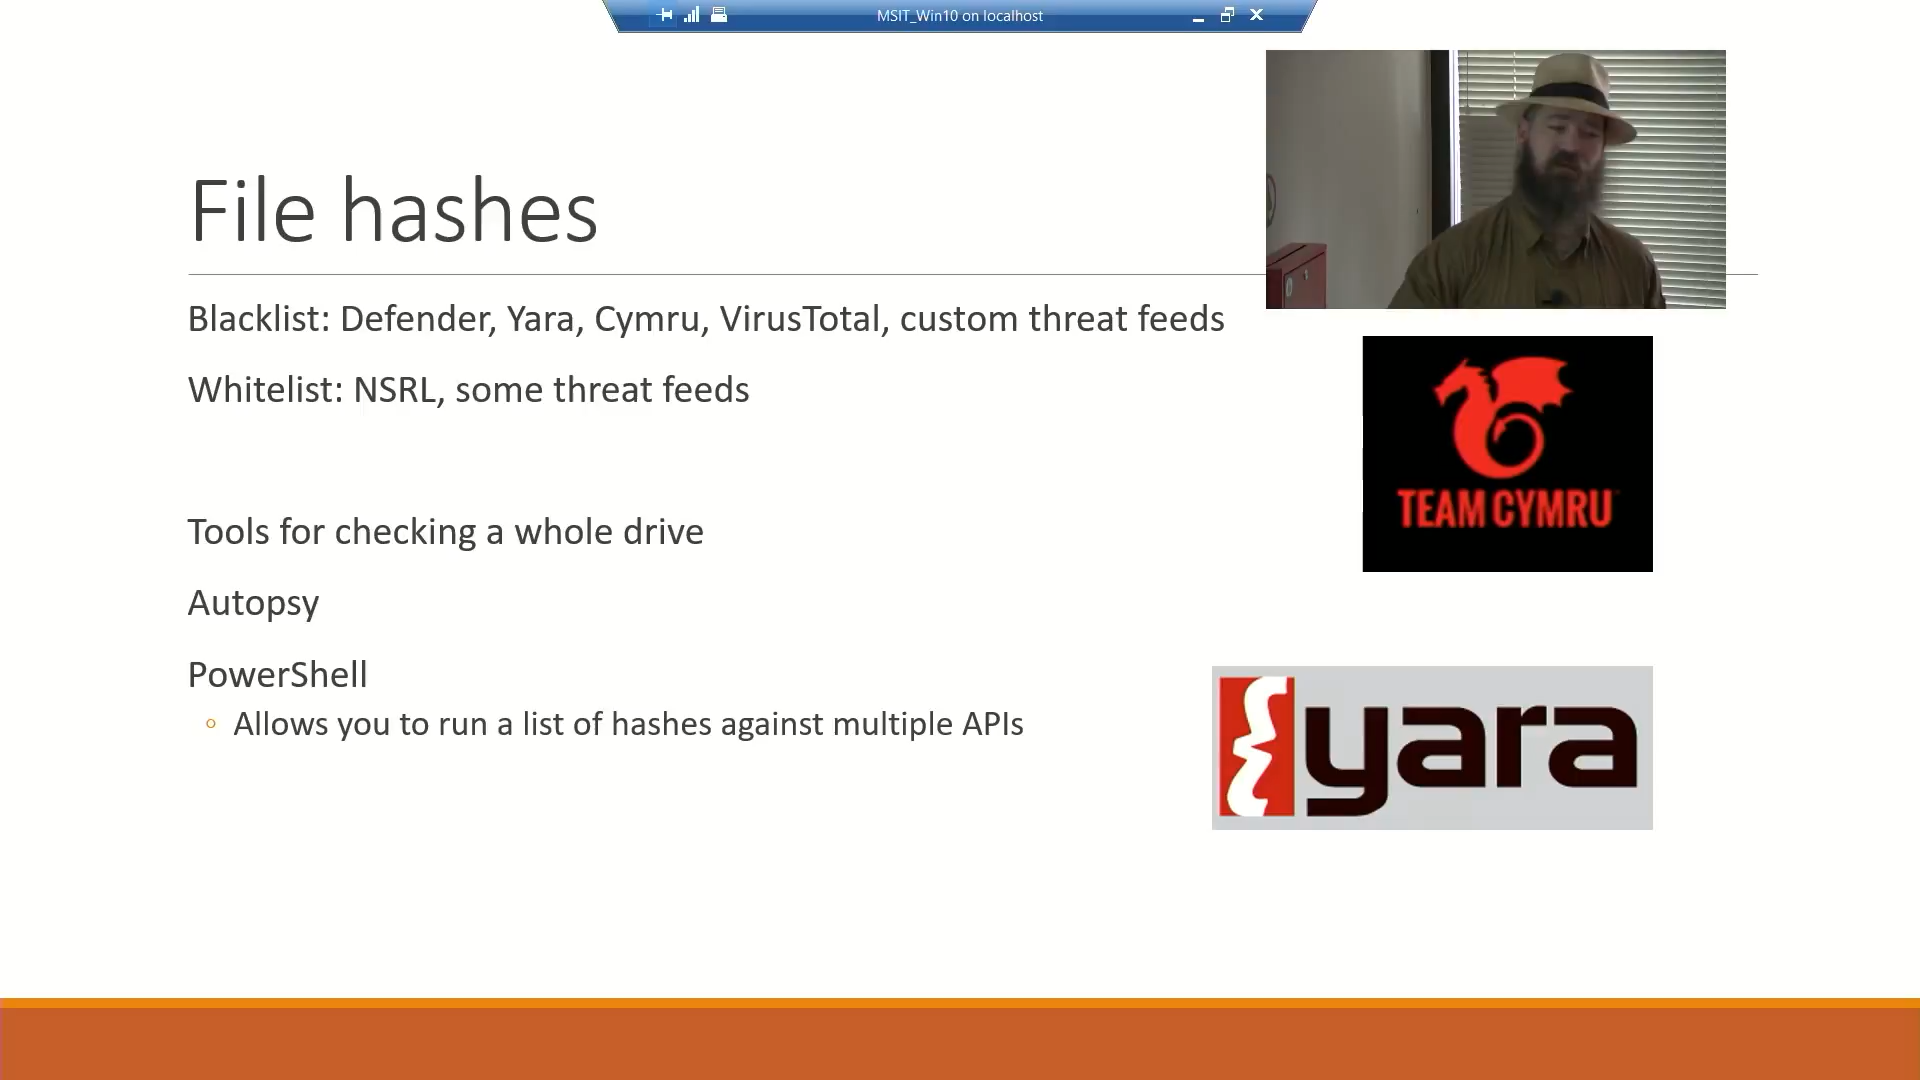 MSIT_Win10 on localhost
File hashes
Blacklist: Defender, Yara, Cymru, VirusTotal, custom threat feeds
Whitelist: NSRL, some threat feeds
TEAM CYMRU
Tools for checking a whole drive
Autopsy
PowerShell
Allows you to run a list of hashes against multiple APIs
yara